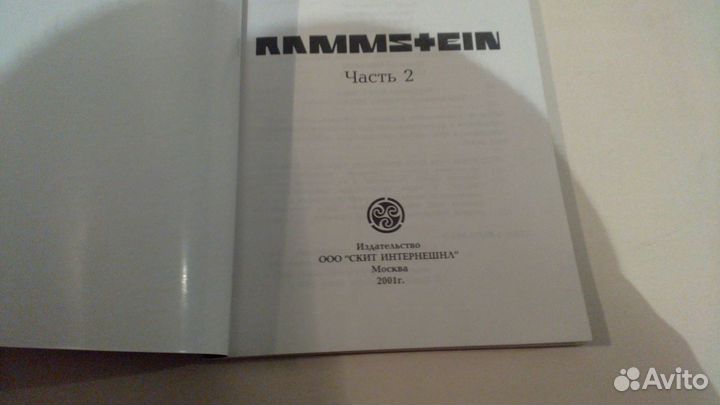 RAMMSTEIN
Часть 2
Издательство
ООО "СКИТ ИНТЕРНЕШНЛ"
Москва
2001г.
Avito